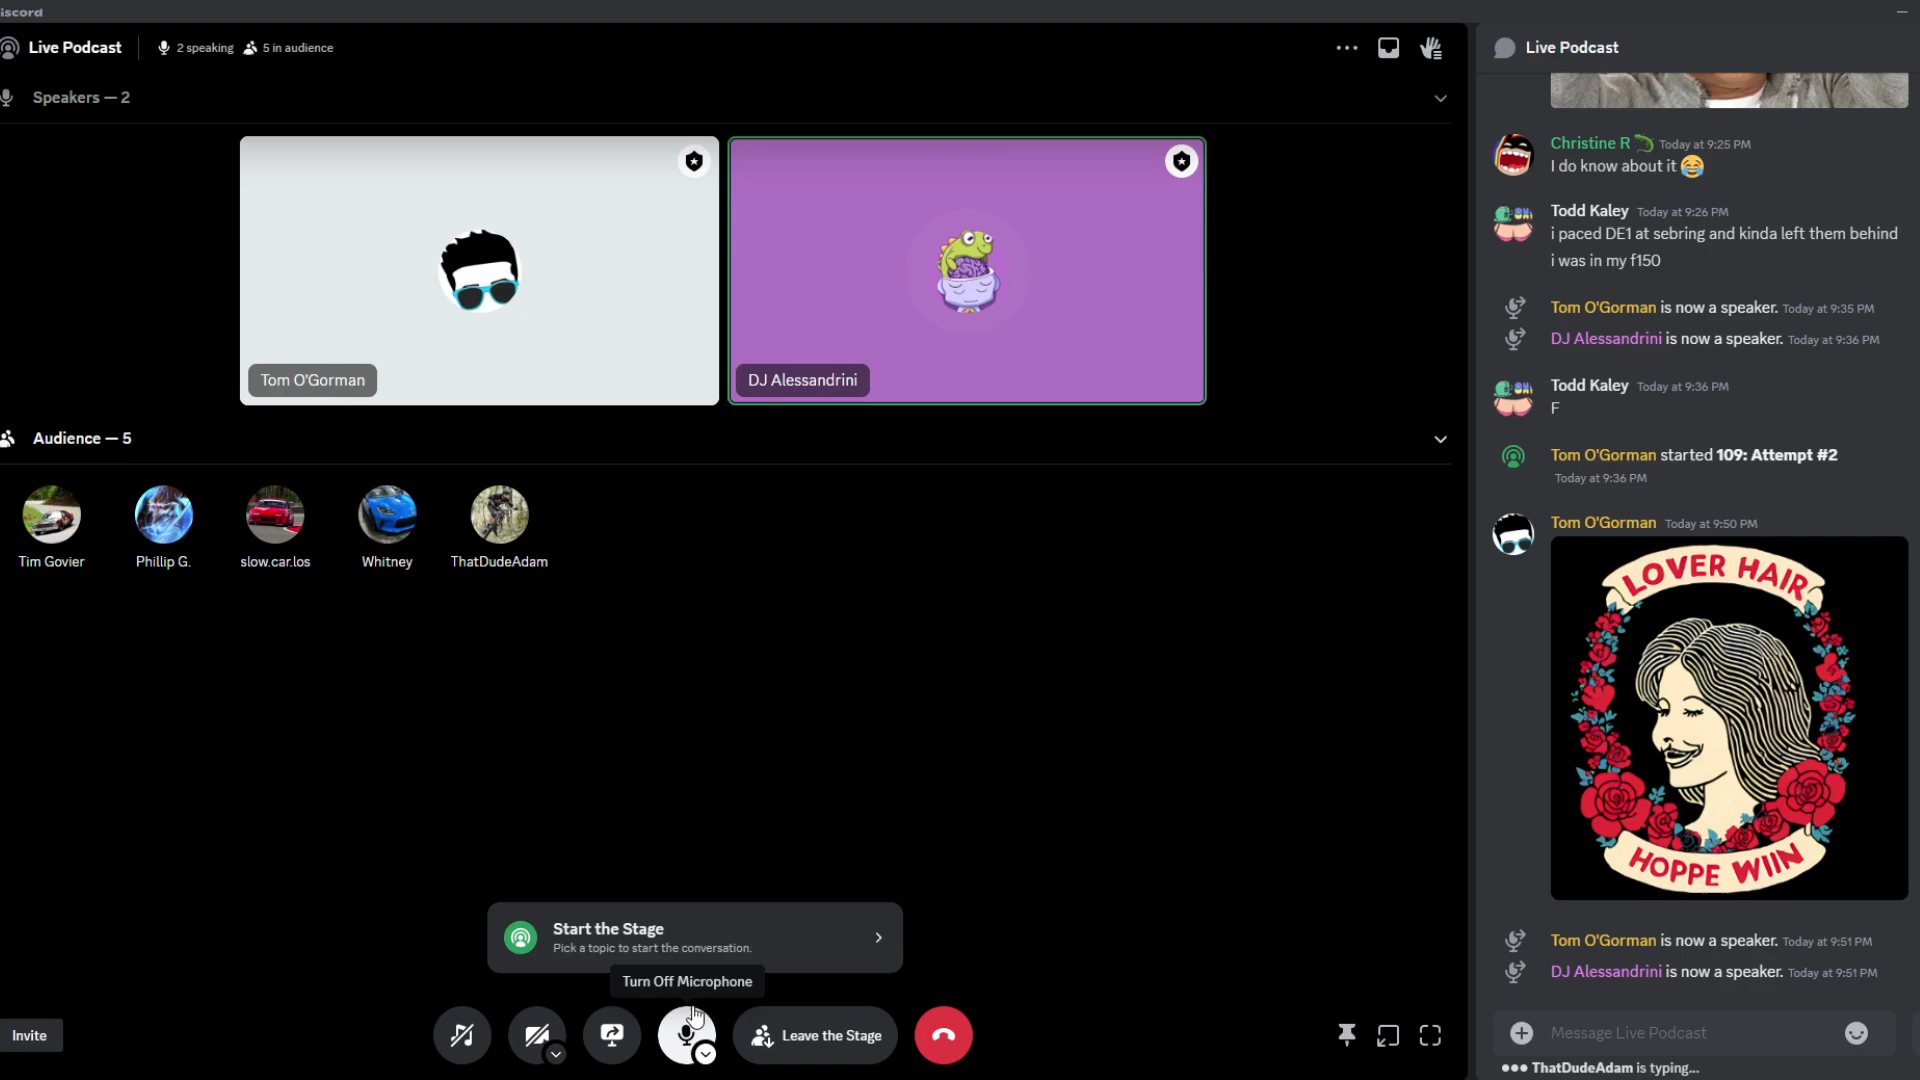 iscord
Live Podcast
2 speaking
5 in audience
Speakers — 2
Tom O'Gorman
DJ Alessandrini
Audience — 5
Tim Govier
Phillip G.
slow.car.los
Whitney
ThatDudeAdam
Start the Stage
Pick a topic to start the conversation.
Turn Off Microphone
Invite
Leave the Stage
Live Podcast
Christine R Today at 9:25 PM
I do know about it
Todd Kaley Today at 9:26 PM
i paced DE1 at sebring and kinda left them behind
i was in my f150
Tom O'Gorman is now a speaker. Today at 9:35 PM
DJ Alessandrini is now a speaker. Today at 9:36 PM
Todd Kaley Today at 9:36 PM
F
Tom O'Gorman started 109: Attempt #2
Today at 9:36 PM
Tom O'Gorman Today at 9:50 PM
LOVER HAIR
HOPPE WIIN
Tom O'Gorman is now a speaker. Today at 9:51 PM
DJ Alessandrini is now a speaker. Today at 9:51 PM
Message Live Podcast
ThatDudeAdam is typing...